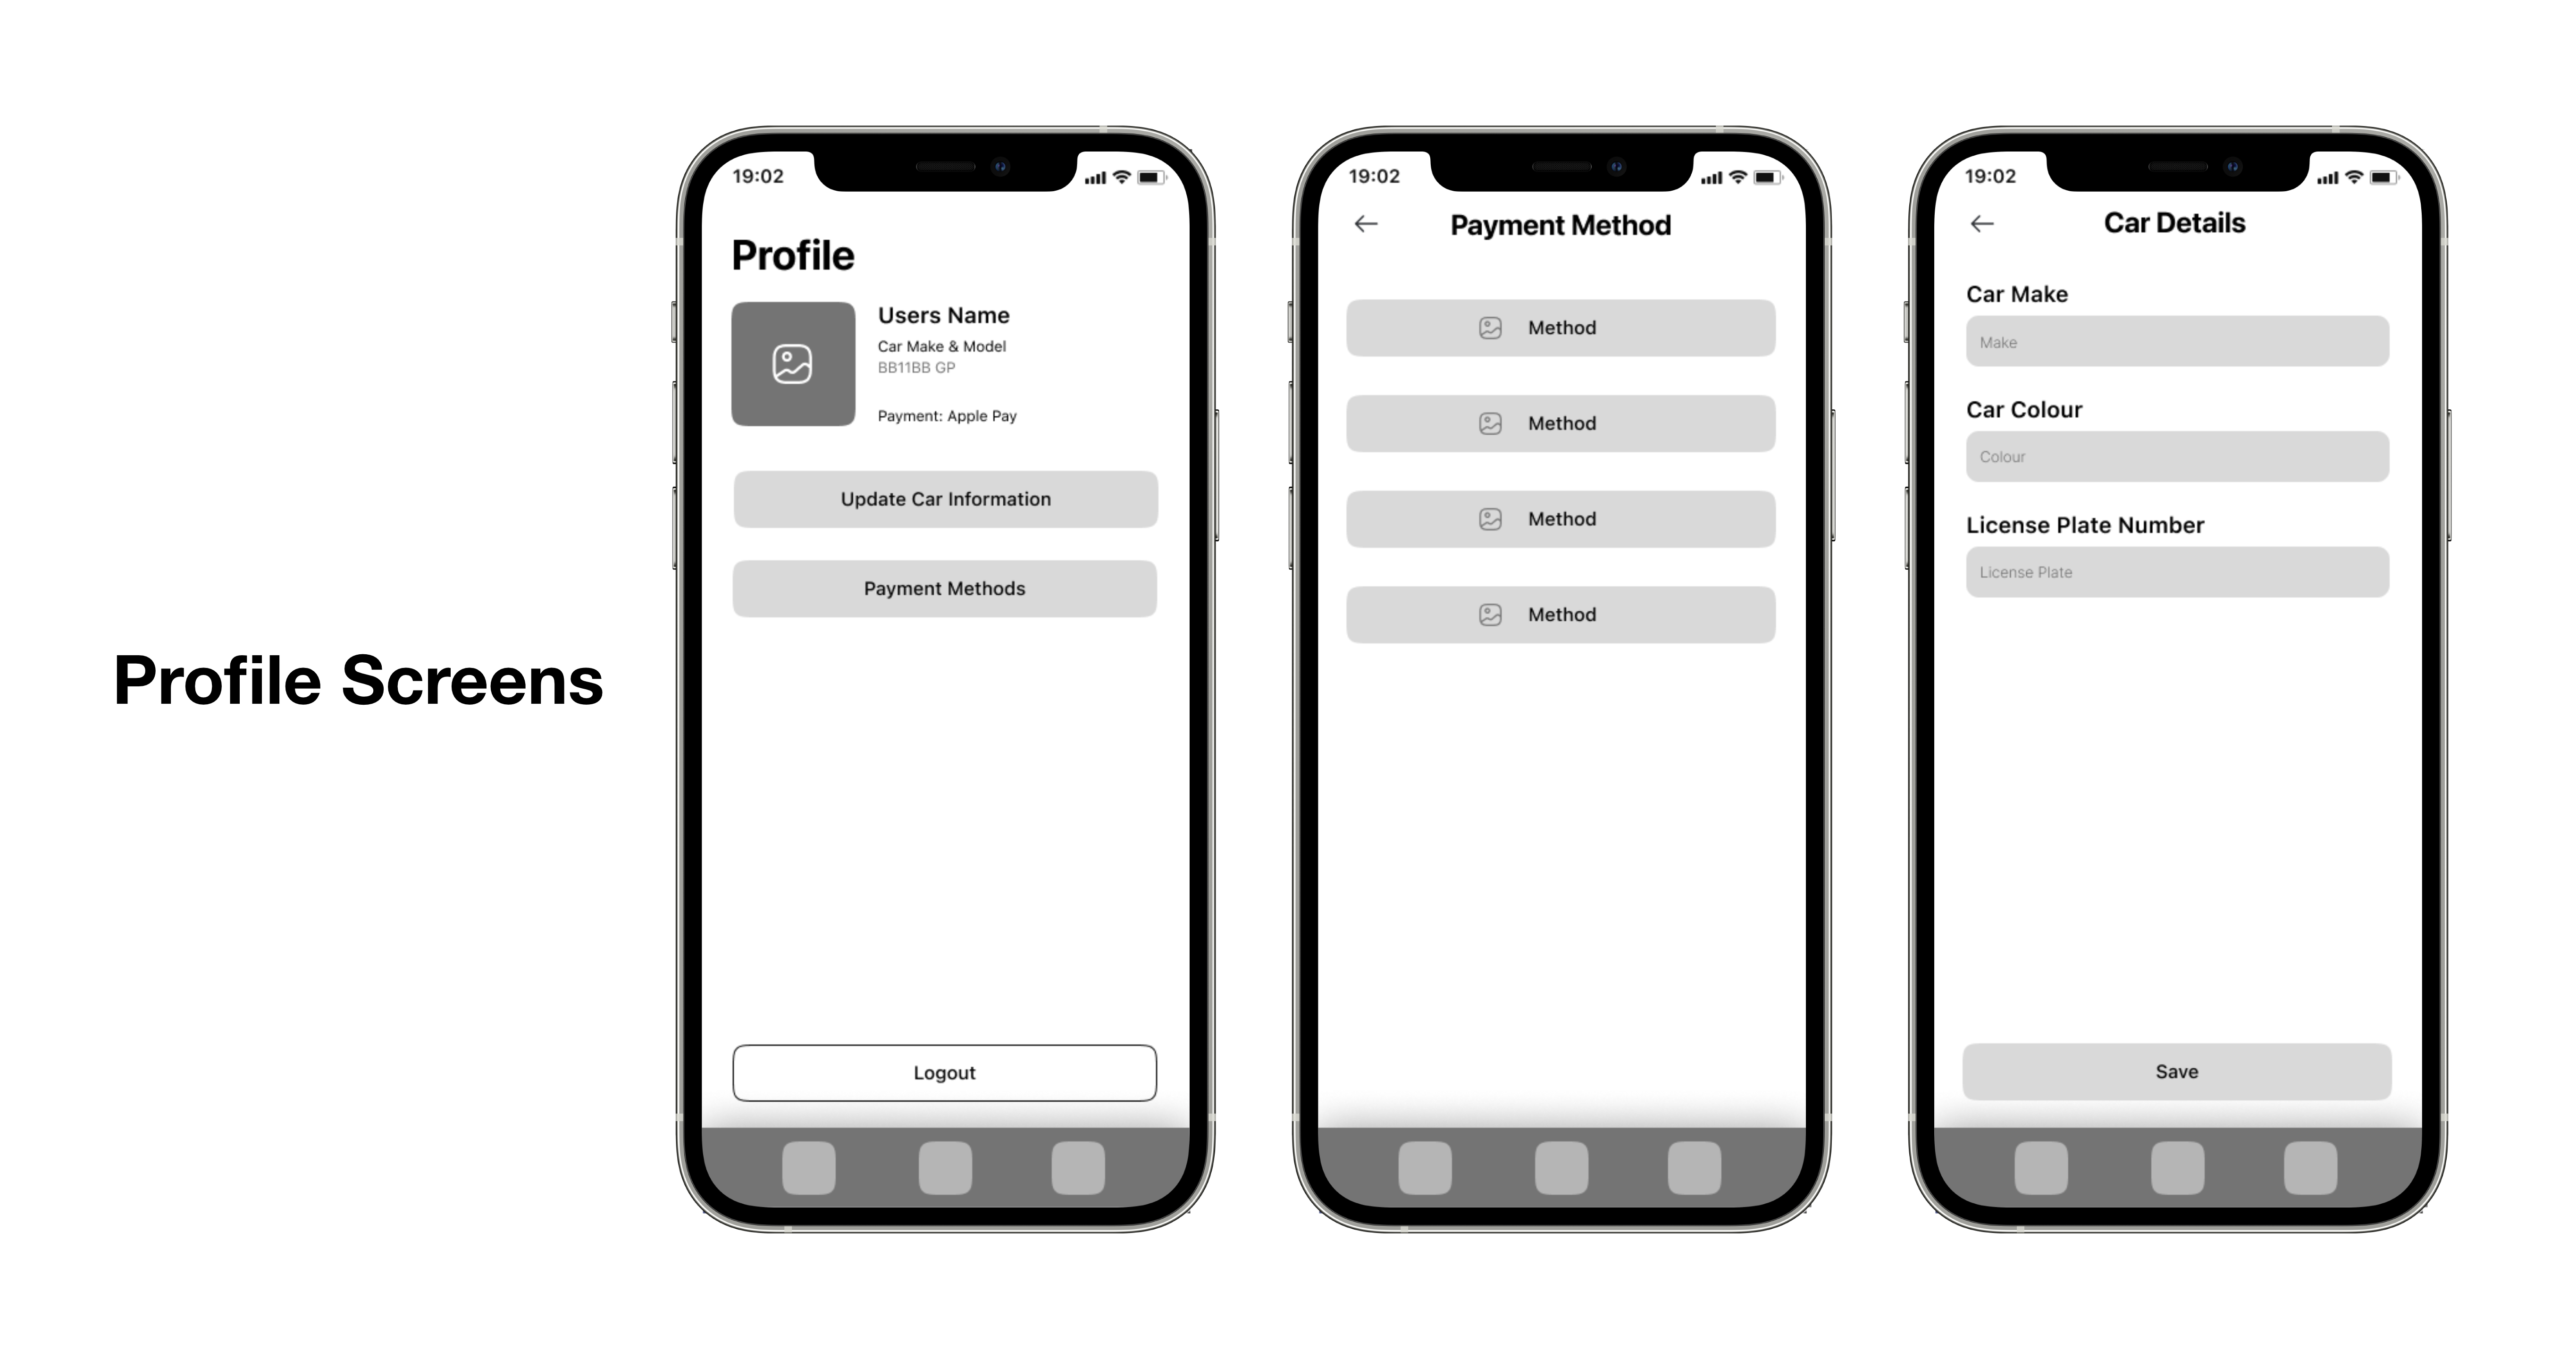 Profile Screens
19:02
Profile
Users Name
Car Make & Model
BB11BB GP
Payment: Apple Pay
Update Car Information
Payment Methods
Logout
19:02
Payment Method
Method
Method
Method
Method
19:02
Car Details
Car Make
Make
Car Colour
Colour
License Plate Number
License Plate
Save